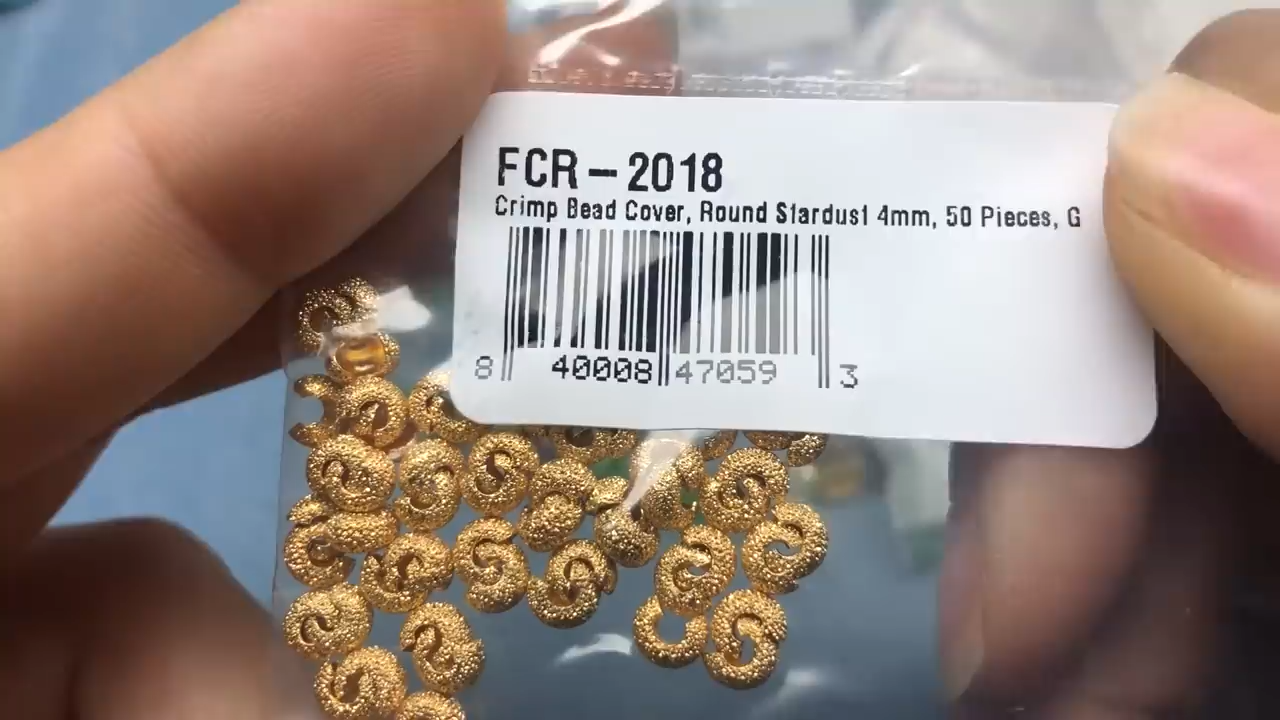 FCR-2018
Crimp Bead Cover, Round Stardust 4mm, 50 Pieces, G
8 40008 47059 3